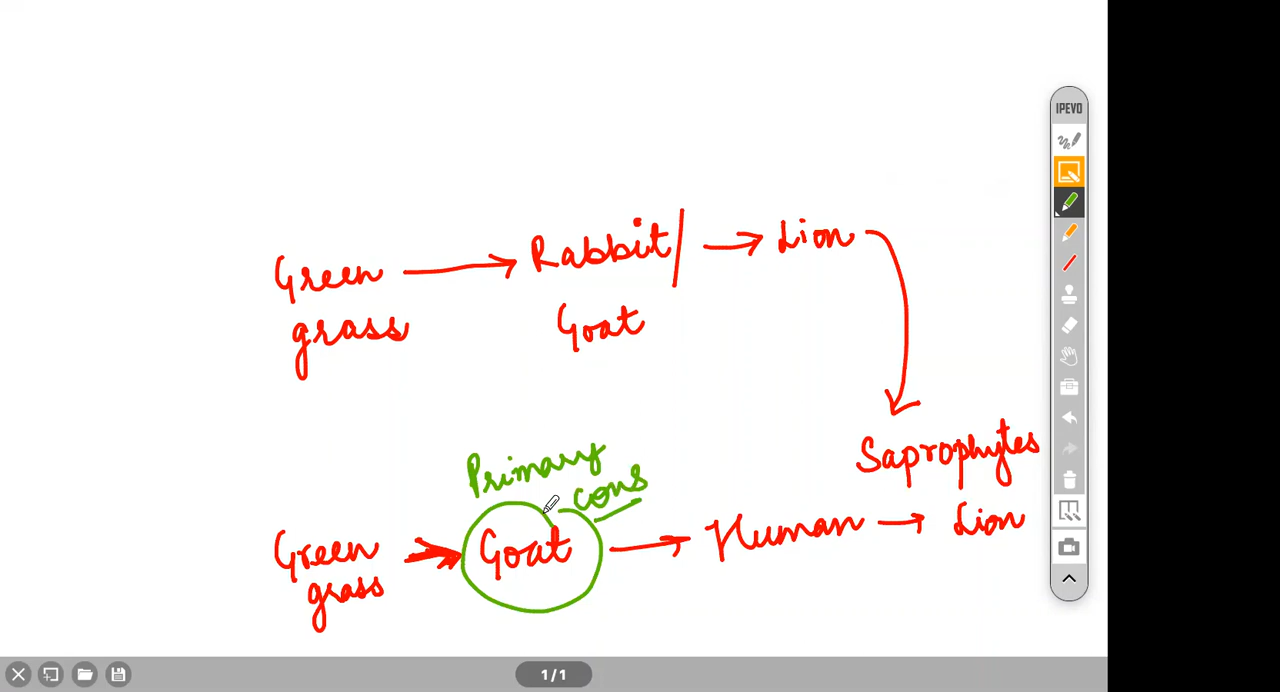 IPEVO
Green → Rabbit/ → Lion
grass Goat
Saprophytes
Primary
cons
Green → Goat → Human → Lion
grass
1/1